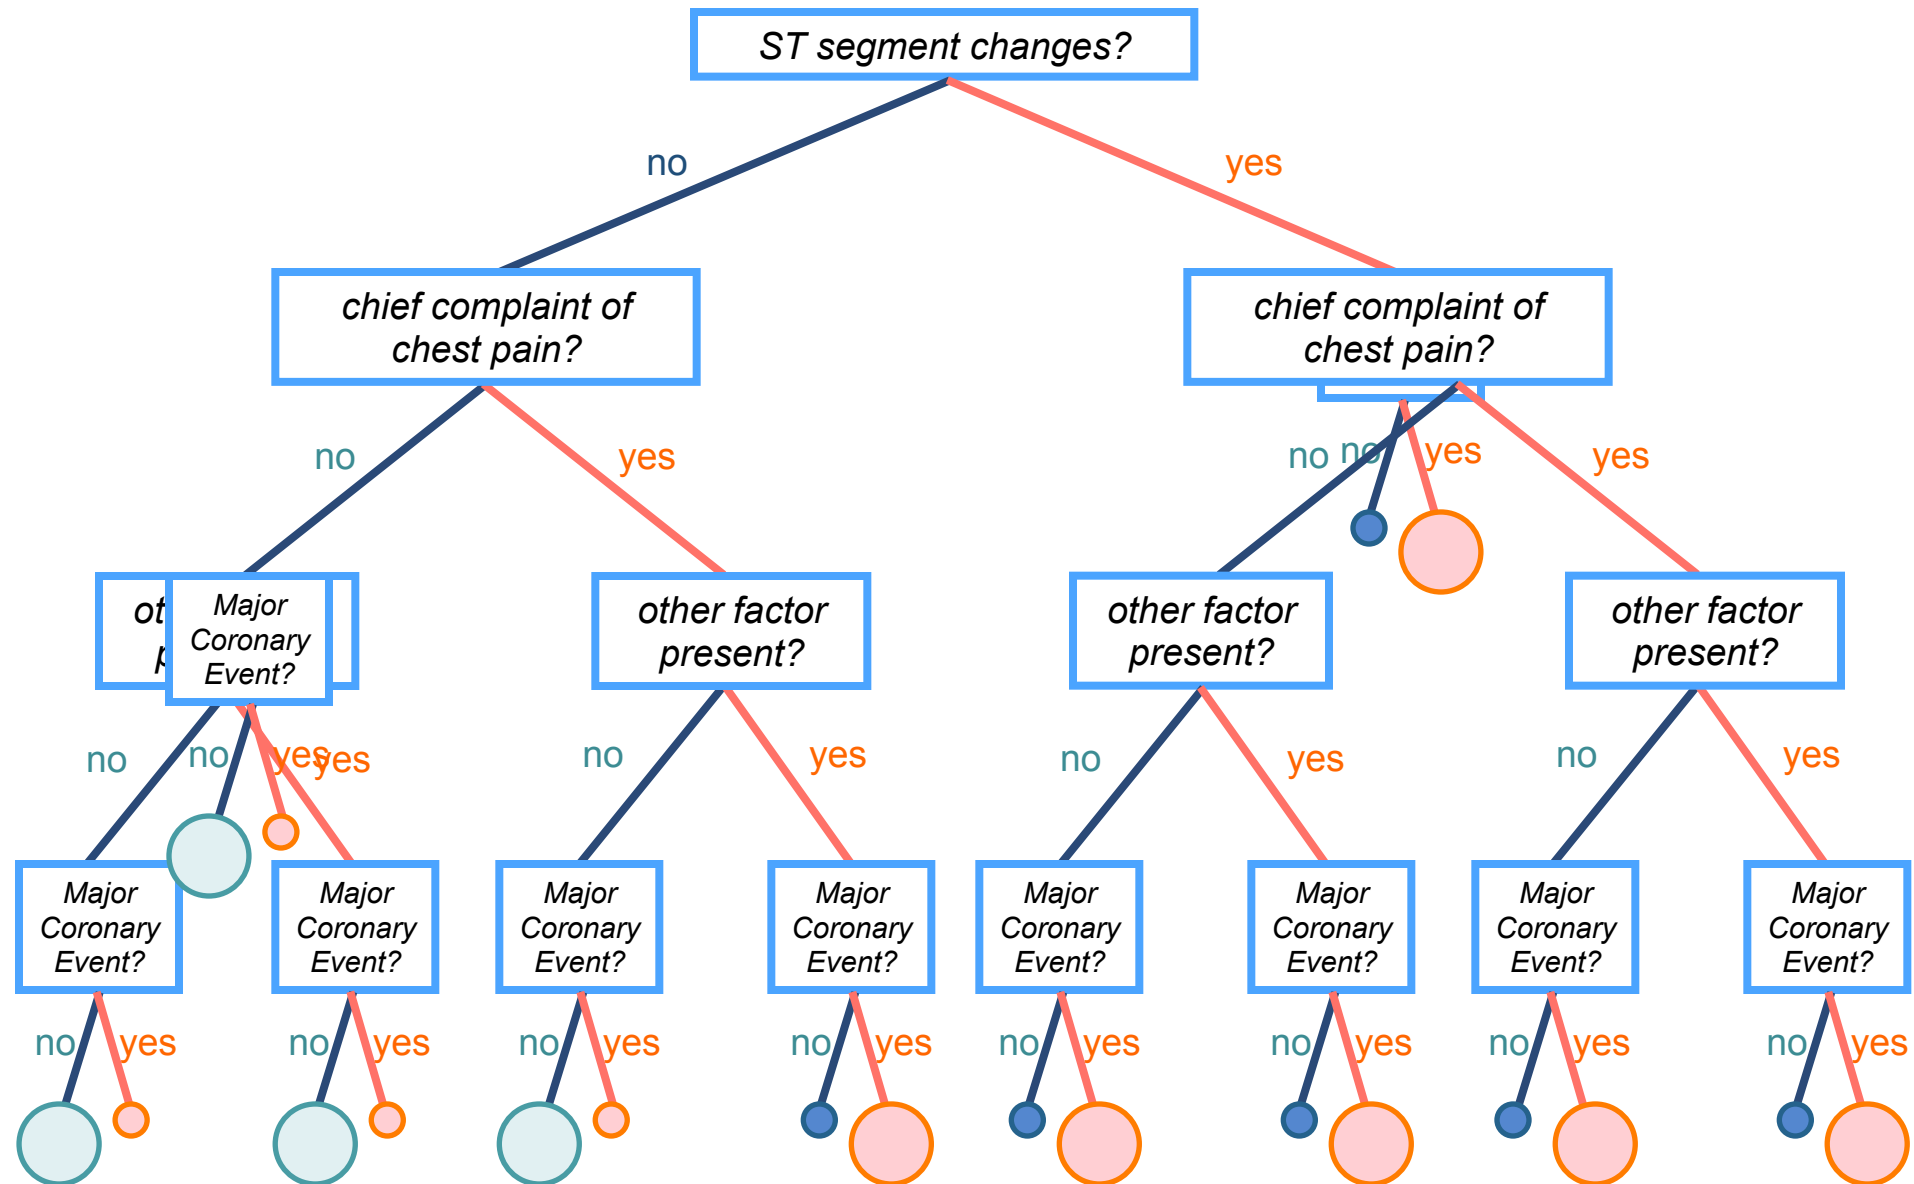 ST segment changes?
no
yes
chief complaint of
chest pain?
chief complaint of
chest pain?
no
yes
no
no
yes
yes
Major
Coronary
Event?
other factor
present?
other factor
present?
other factor
present?
no
no
yes
yes
no
yes
no
yes
no
yes
Major
Coronary
Event?
Major
Coronary
Event?
Major
Coronary
Event?
Major
Coronary
Event?
Major
Coronary
Event?
Major
Coronary
Event?
Major
Coronary
Event?
Major
Coronary
Event?
no
yes
no
yes
no
yes
no
yes
no
yes
no
yes
no
yes
no
yes